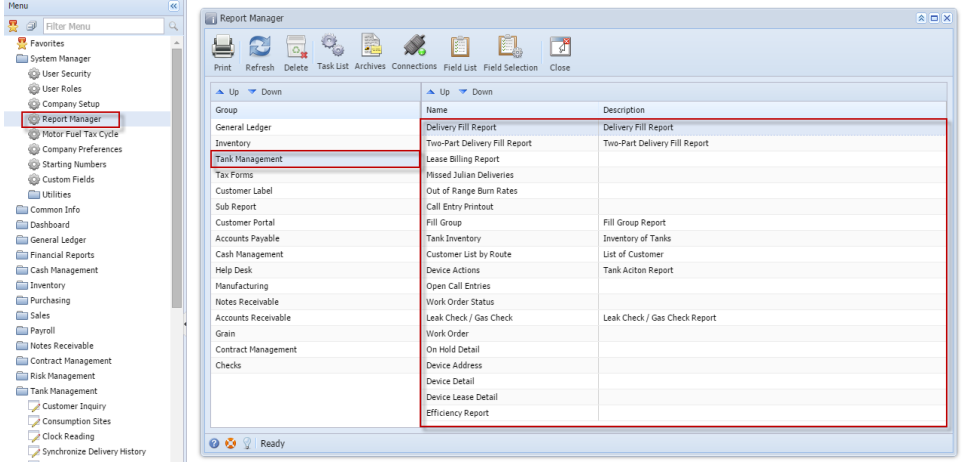 Menu
Filter Menu
Favorites
System Manager
User Security
User Roles
Company Setup
Report Manager
Motor Fuel Tax Cycle
Company Preferences
Starting Numbers
Custom Fields
Utilities
Common Info
Dashboard
General Ledger
Financial Reports
Cash Management
Inventory
Purchasing
Sales
Payroll
Notes Receivable
Contract Management
Risk Management
Tank Management
Customer Inquiry
Consumption Sites
Clock Reading
Synchronize Delivery History
Report Manager
Print Refresh Delete Task List Archives Connections Field List Field Selection Close
Up Down Up Down
Group Name Description
General Ledger Delivery Fill Report Delivery Fill Report
Inventory Two-Part Delivery Fill Report Two-Part Delivery Fill Report
Tank Management Lease Billing Report
Tax Forms Missed Julian Deliveries
Customer Label Out of Range Burn Rates
Sub Report Call Entry Printout
Customer Portal Fill Group Fill Group Report
Accounts Payable Tank Inventory Inventory of Tanks
Cash Management Customer List by Route List of Customer
Help Desk Device Actions Tank Aciton Report
Manufacturing Open Call Entries
Notes Receivable Work Order Status
Accounts Receivable Leak Check / Gas Check Leak Check / Gas Check Report
Grain Work Order
Contract Management On Hold Detail
Checks Device Address
Device Detail
Device Lease Detail
Efficiency Report
Ready